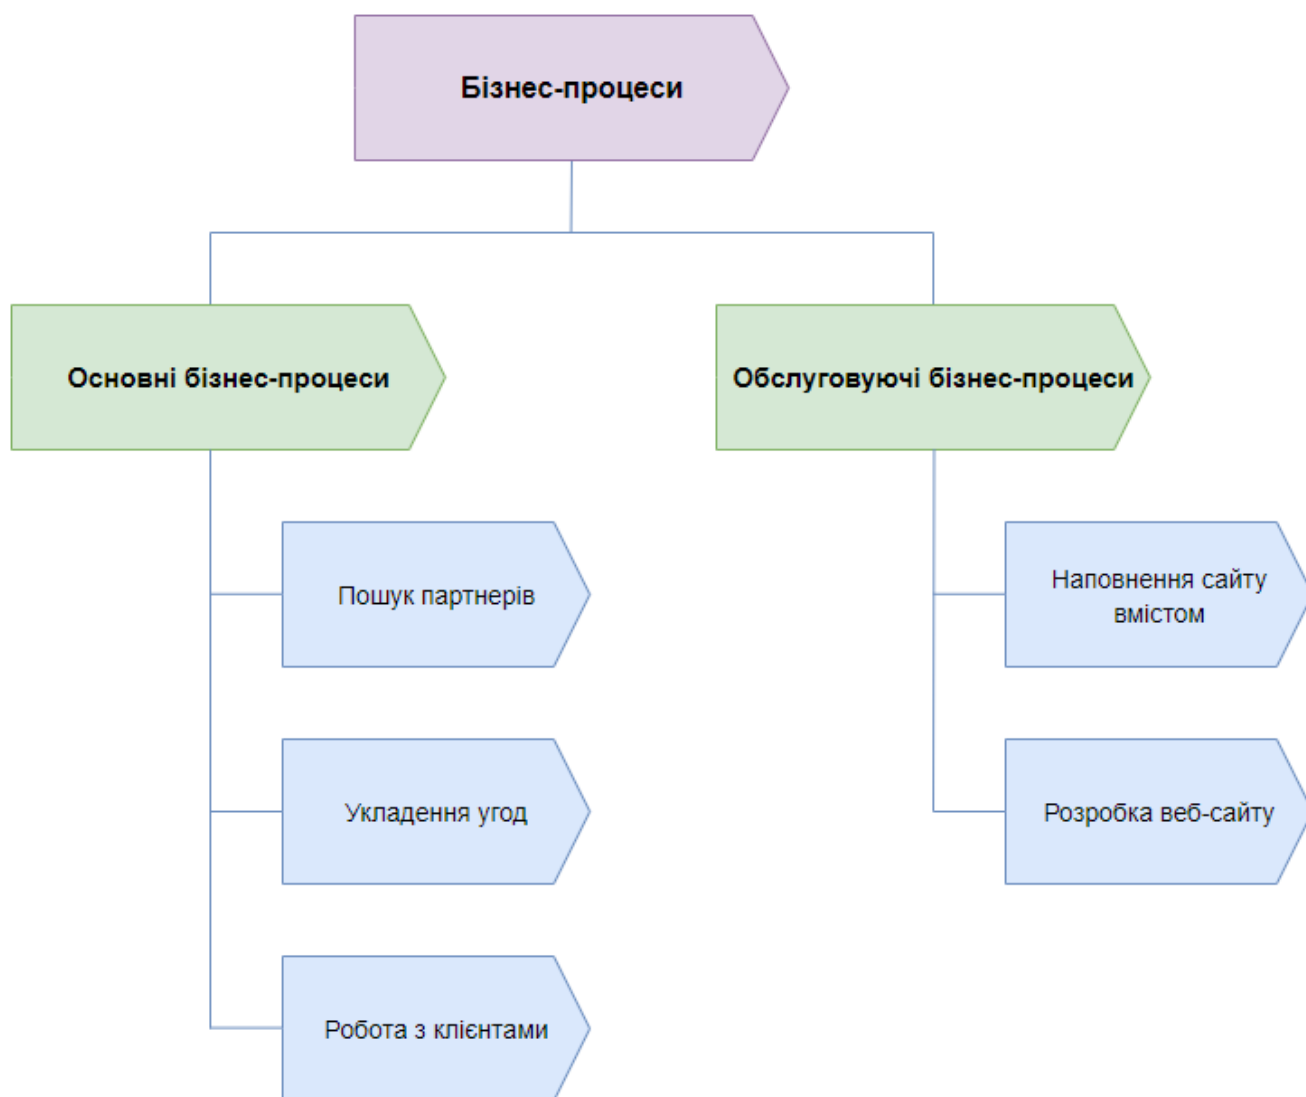 Бізнес-процеси
Основні бізнес-процеси
Обслуговуючі бізнес-процеси
Пошук партнерів
Наповнення сайту
вмістом
Укладення угод
Розробка веб-сайту
Робота з клієнтами